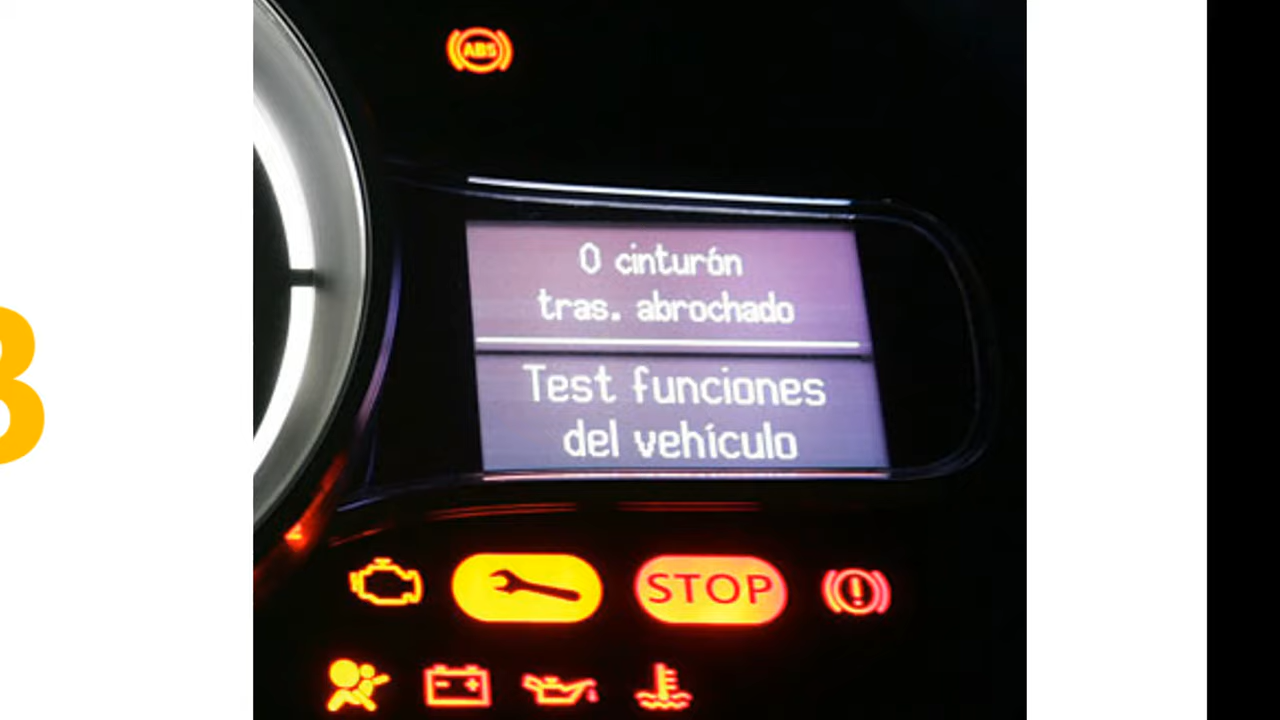 ABS
0 cinturón
tras. abrochado
Test funciones
del vehículo
STOP